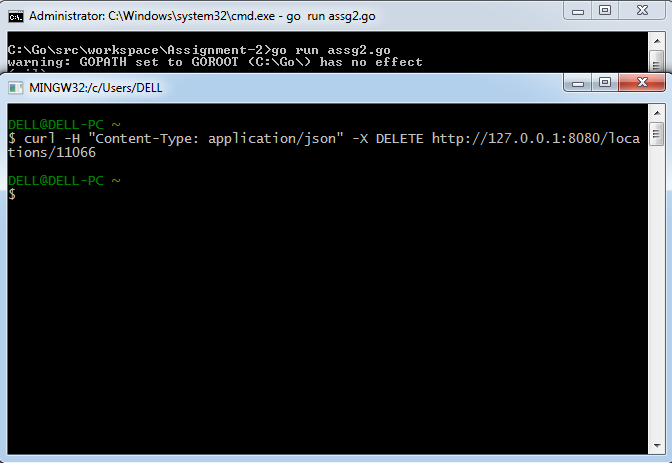 Administrator: C:\Windows\system32\cmd.exe - go  run assg2.go
C:\Go\src\workspace\Assignment-2>go run assg2.go
warning: GOPATH set to GOROOT (C:\Go\) has no effect
MINGW32:/c/Users/DELL
DELL@DELL-PC ~
$ curl -H "Content-Type: application/json" -X DELETE http://127.0.0.1:8080/loca
tions/11066
DELL@DELL-PC ~
$